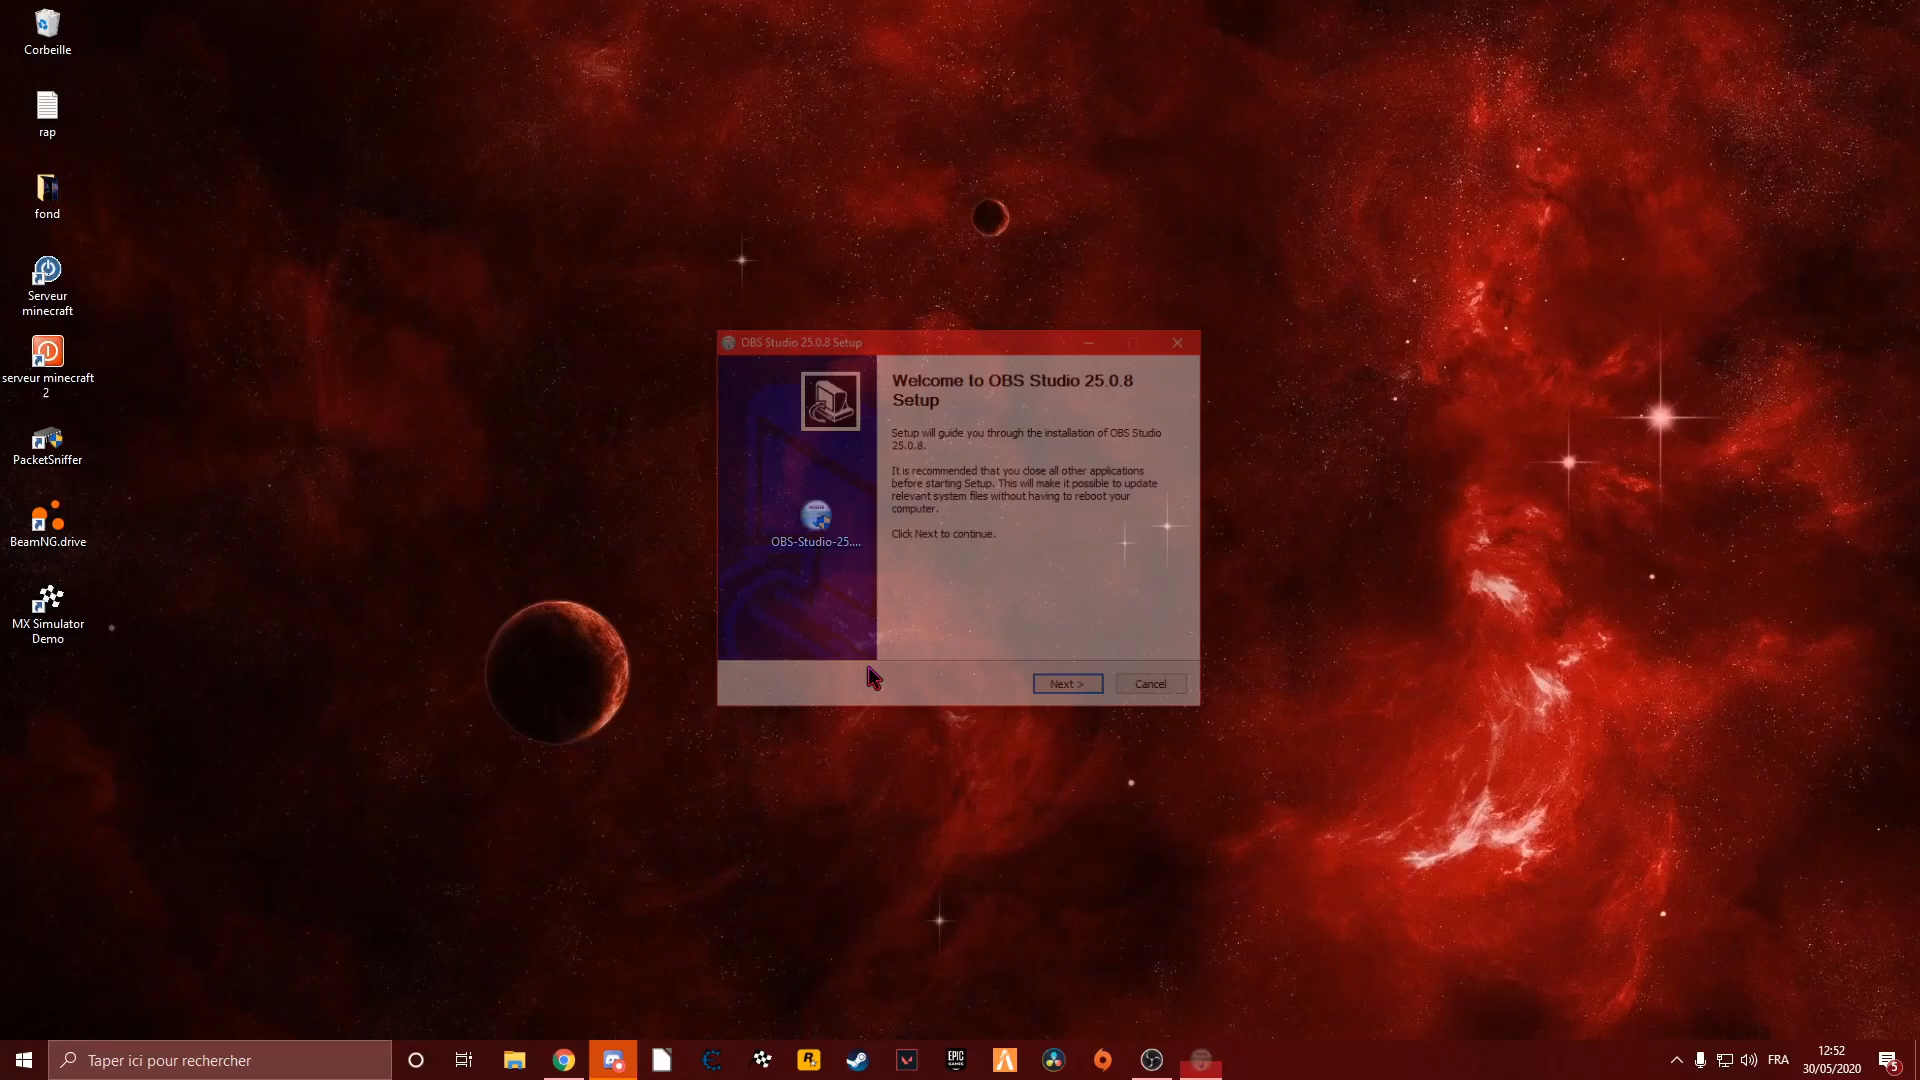 Corbeille
rap
fond
Serveur
minecraft
serveur minecraft
2
PacketSniffer
BeamNG.drive
MX Simulator
Demo
OBS Studio 25.0.8 Setup
Welcome to OBS Studio 25.0.8
Setup
Setup will guide you through the installation of OBS Studio
25.0.8.
It is recommended that you close all other applications
before starting Setup. This will make it possible to update
relevant system files without having to reboot your
computer.
Click Next to continue.
OBS-Studio-25....
Next >
Cancel
Taper ici pour rechercher
EPIC
GAMES
FRA
12:52
30/05/2020
5